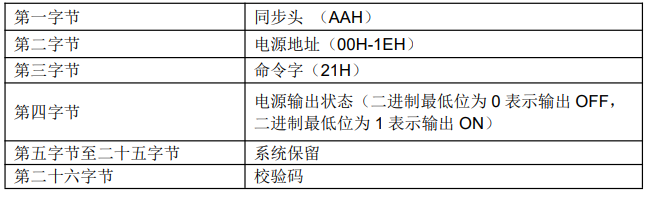 第一字节 同步头 （AAH）
第二字节 电源地址（00H-1EH）
第三字节 命令字（21H）
第四字节 电源输出状态（二进制最低位为 0 表示输出 OFF，
二进制最低位为 1 表示输出 ON）
第五字节至二十五字节 系统保留
第二十六字节 校验码